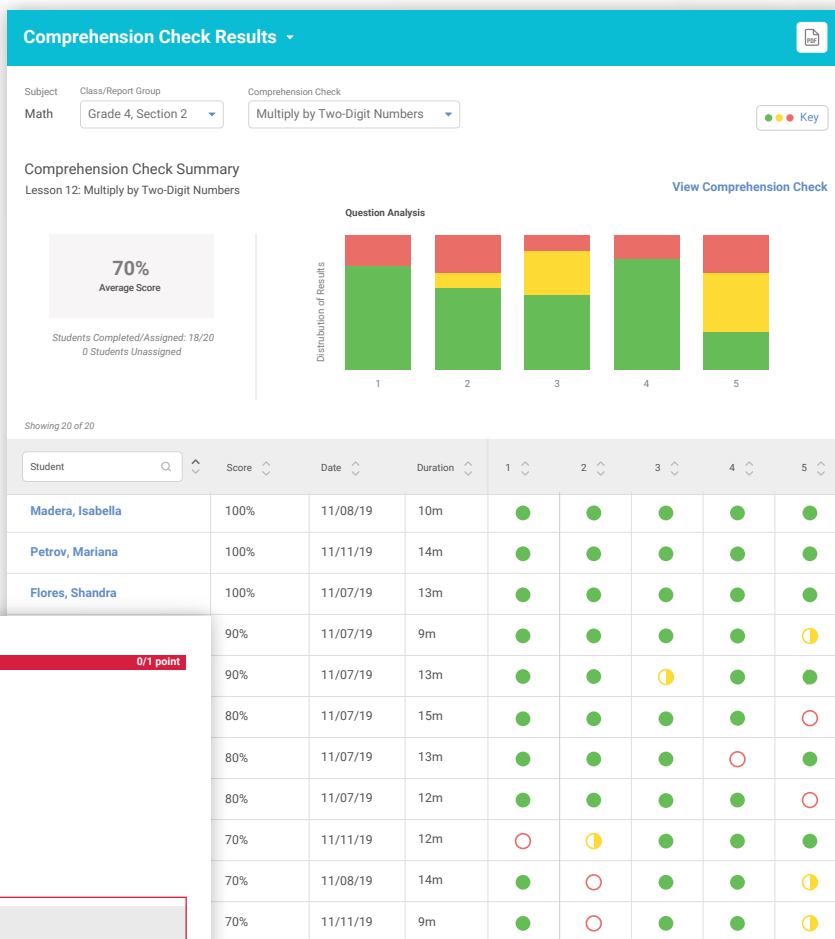 Comprehension Check Results
PDF
Subject Class/Report Group Comprehension Check
Math Grade 4, Section 2 Multiply by Two-Digit Numbers
Key
Comprehension Check Summary
Lesson 12: Multiply by Two-Digit Numbers
View Comprehension Check
Question Analysis
70%
Average Score
Students Completed/Assigned: 18/20
0 Students Unassigned
Distrubution of Results
1 2 3 4 5
Showing 20 of 20
Student Score Date Duration 1 2 3 4 5
Madera, Isabella 100% 11/08/19 10m
Petrov, Mariana 100% 11/11/19 14m
Flores, Shandra 100% 11/07/19 13m
90% 11/07/19 9m
0/1 point
90% 11/07/19 13m
80% 11/07/19 15m
80% 11/07/19 13m
80% 11/07/19 12m
70% 11/11/19 12m
70% 11/08/19 14m
70% 11/11/19 9m